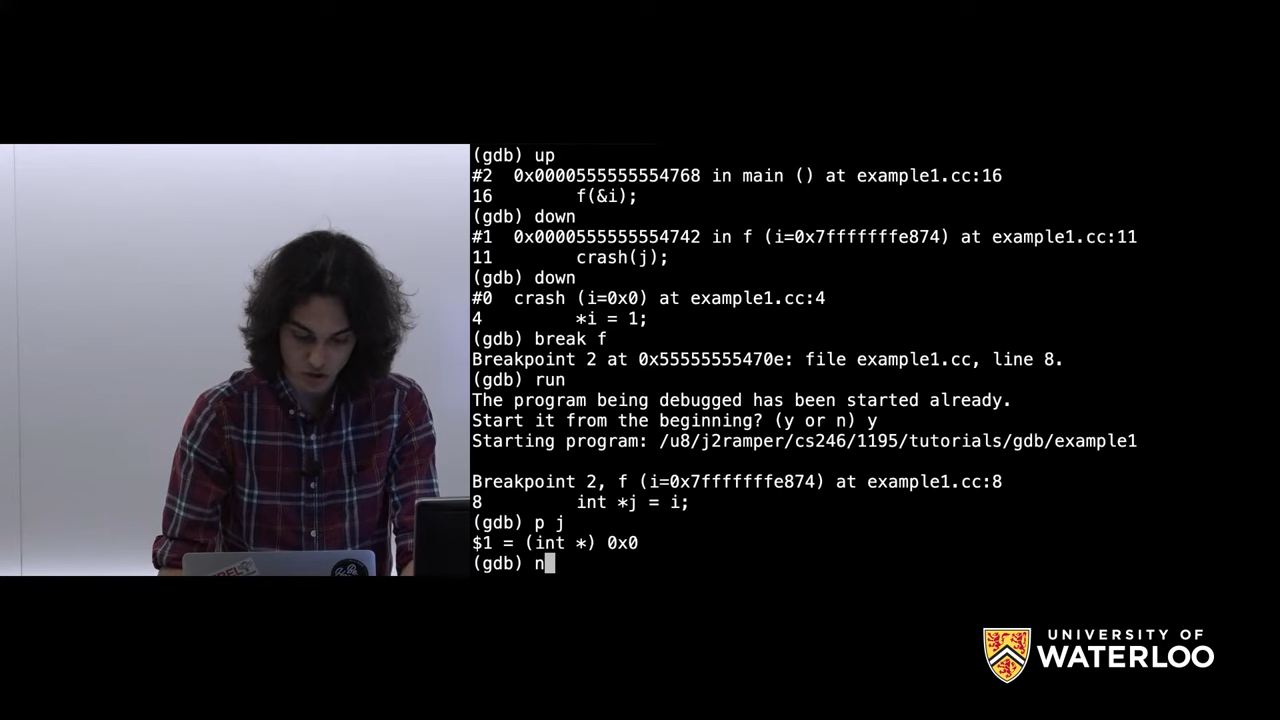 (gdb) up
#2  0x0000555555554768 in main () at example1.cc:16
16        f(&i);
(gdb) down
#1  0x0000555555554742 in f (i=0x7fffffffe874) at example1.cc:11
11        crash(j);
(gdb) down
#0  crash (i=0x0) at example1.cc:4
4         *i = 1;
(gdb) break f
Breakpoint 2 at 0x55555555470e: file example1.cc, line 8.
(gdb) run
The program being debugged has been started already.
Start it from the beginning? (y or n) y
Starting program: /u8/j2ramper/cs246/1195/tutorials/gdb/example1
Breakpoint 2, f (i=0x7fffffffe874) at example1.cc:8
8         int *j = i;
(gdb) p j
$1 = (int *) 0x0
(gdb) n
UNIVERSITY OF
WATERLOO